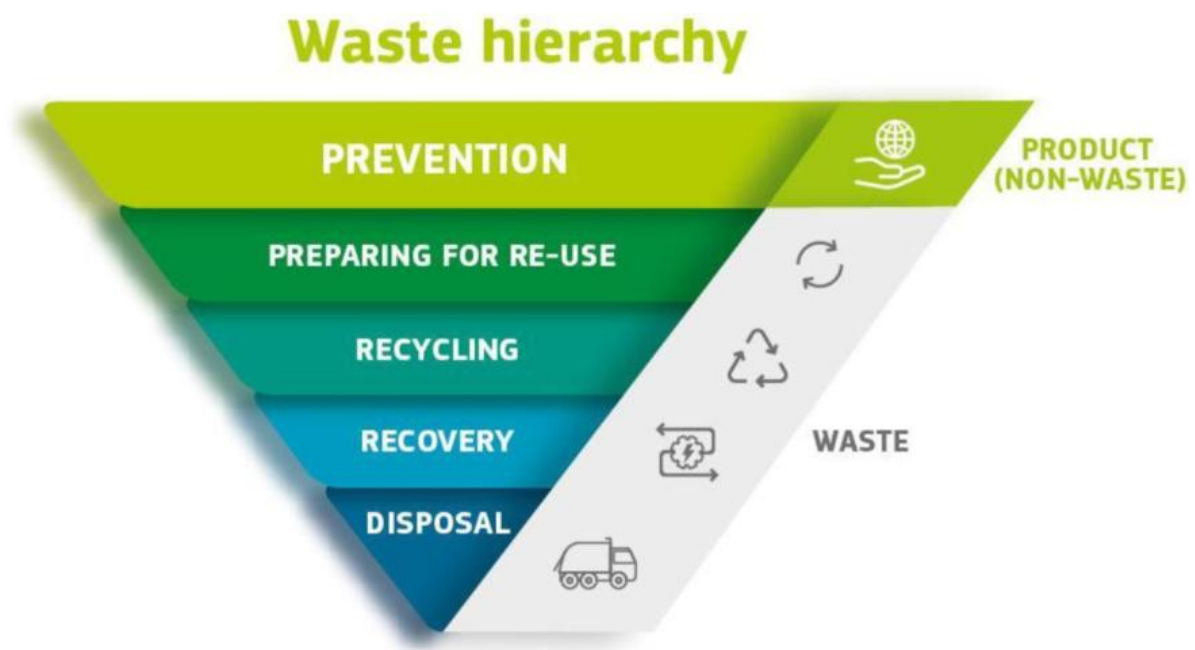 Waste hierarchy
PREVENTION
PRODUCT
(NON-WASTE)
PREPARING FOR RE-USE
RECYCLING
RECOVERY
WASTE
DISPOSAL